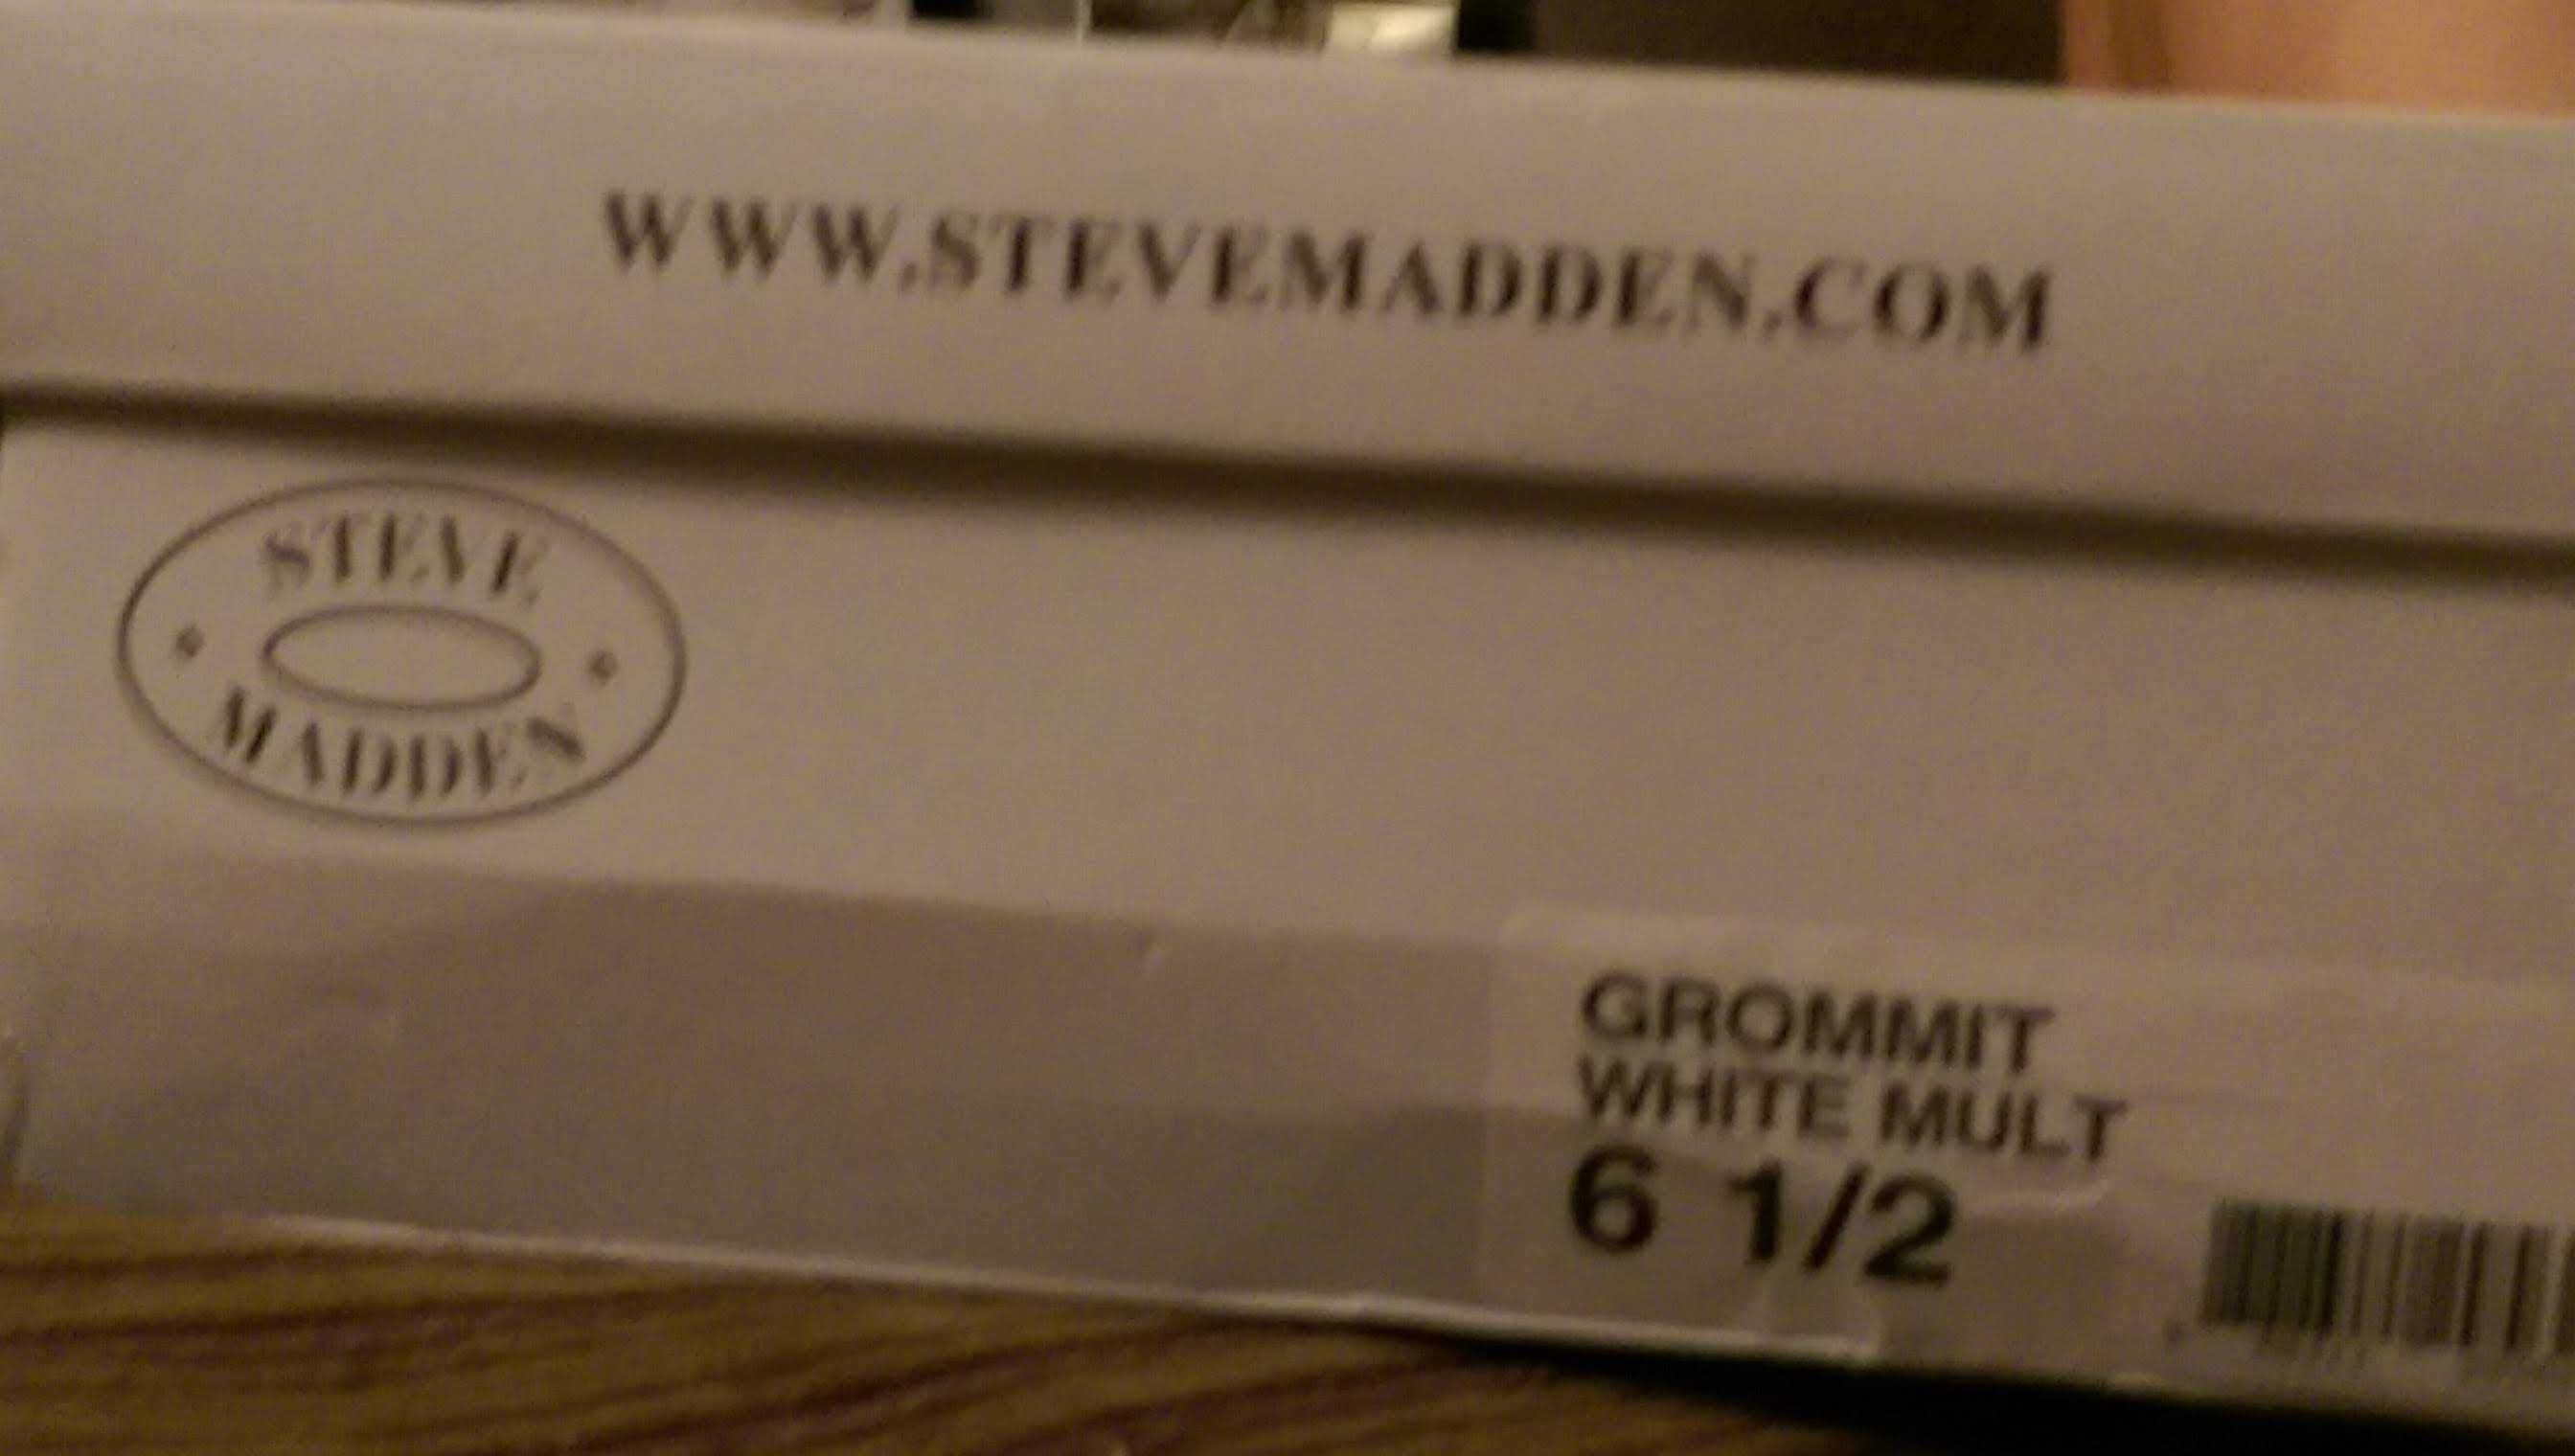 WWW.STEVEMADDEN.COM
STEVE
MADDEN
GROMMIT
WHITE MULT
6 1/2